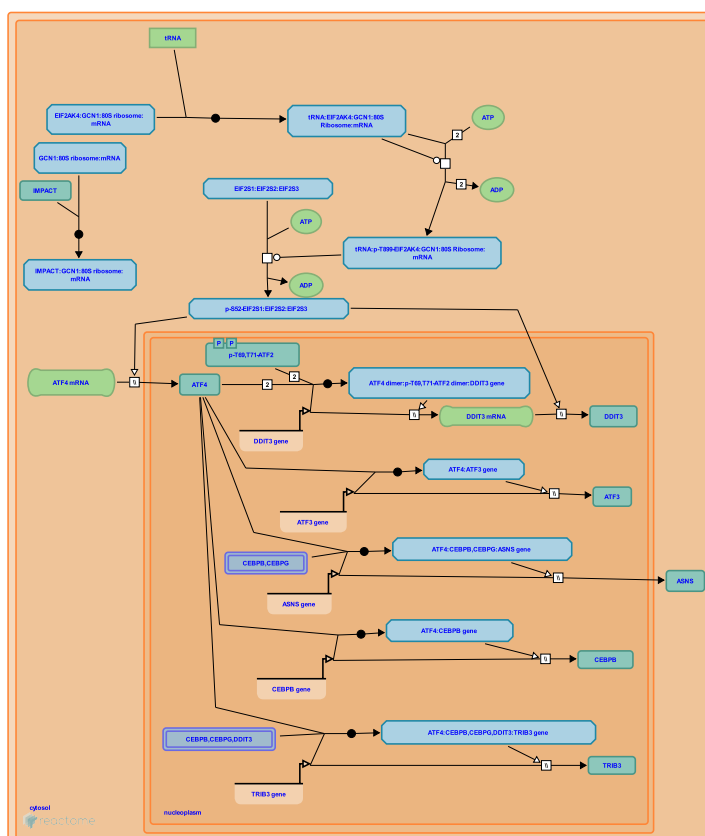 tRNA
EIF2AK4:GCN1:80S ribosome:
mRNA
tRNA:EIF2AK4:GCN1:80S
Ribosome:mRNA
ATP
2
GCN1:80S ribosome:mRNA
IMPACT
EIF2S1:EIF2S2:EIF2S3
2
ADP
ATP
tRNA:p-T899-EIF2AK4:GCN1:80S Ribosome:
mRNA
IMPACT:GCN1:80S ribosome:
mRNA
ADP
p-S52-EIF2S1:EIF2S2:EIF2S3
P
P
p-T69,T71-ATF2
2
ATF4 mRNA
ATF4
2
ATF4 dimer:p-T69,T71-ATF2 dimer:DDIT3 gene
DDIT3 mRNA
DDIT3
DDIT3 gene
ATF4:ATF3 gene
ATF3
ATF3 gene
ATF4:CEBPB,CEBPG:ASNS gene
CEBPB,CEBPG
ASNS
ASNS gene
ATF4:CEBPB gene
CEBPB
CEBPB gene
ATF4:CEBPB,CEBPG,DDIT3:TRIB3 gene
CEBPB,CEBPG,DDIT3
TRIB3
TRIB3 gene
cytosol
nucleoplasm
reactome